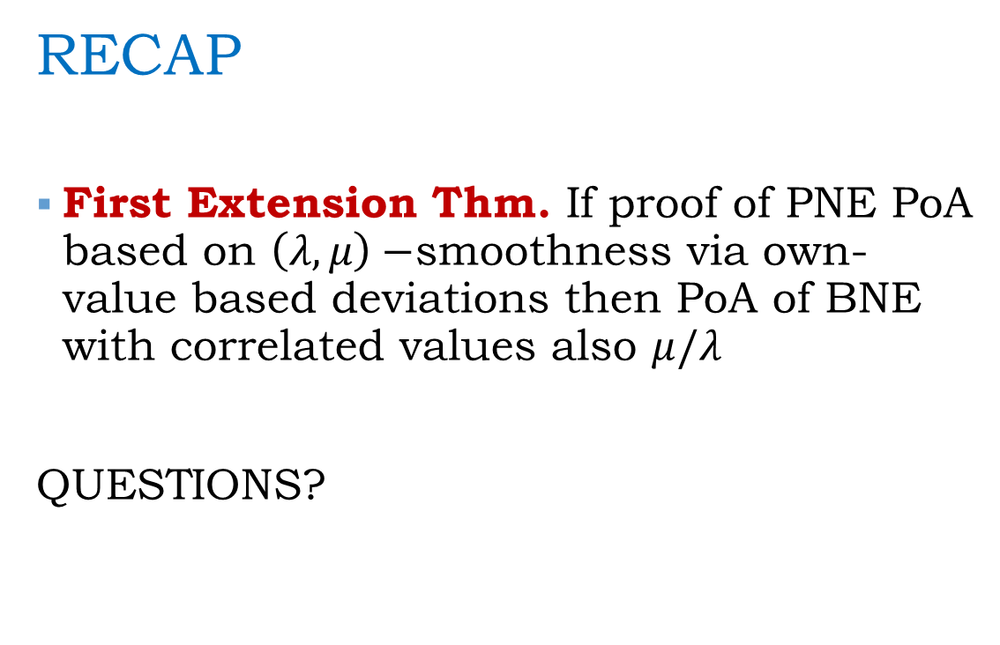 RECAP
▪ First Extension Thm. If proof of PNE PoA
based on (λ, μ) −smoothness via own-
value based deviations then PoA of BNE
with correlated values also μ/λ
QUESTIONS?